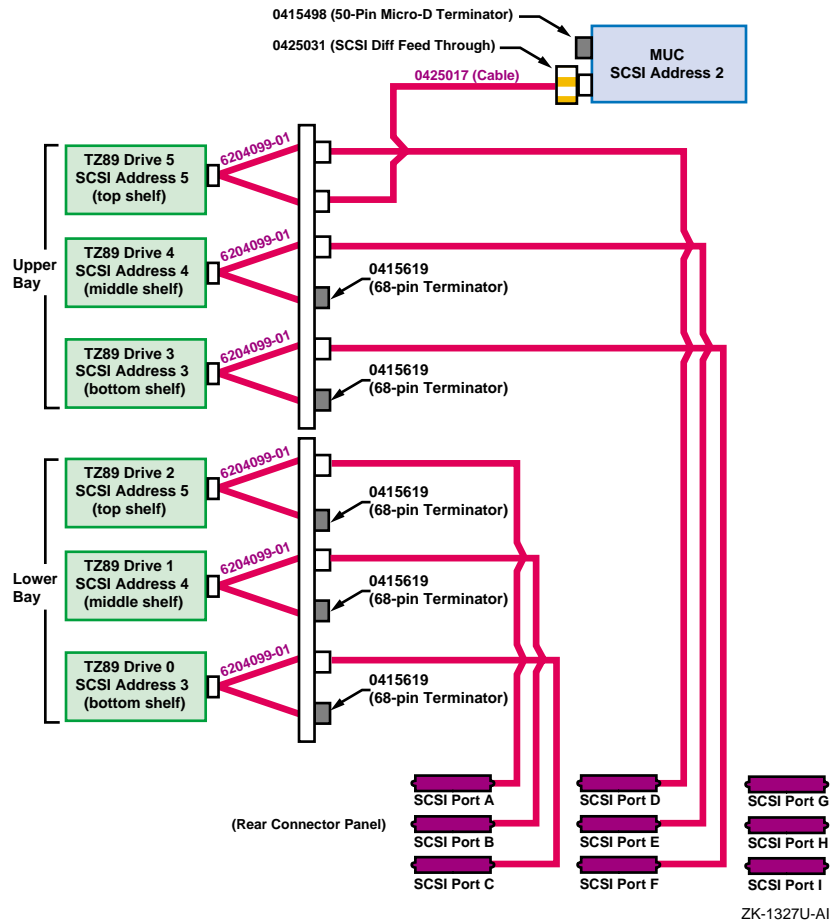 0415498 (50-Pin Micro-D Terminator)
0425031 (SCSI Diff Feed Through)
MUC
SCSI Address 2
0425017 (Cable)
Upper
Bay
TZ89 Drive 5
SCSI Address 5
(top shelf)
6204099-01
TZ89 Drive 4
SCSI Address 4
(middle shelf)
6204099-01
0415619
(68-pin Terminator)
TZ89 Drive 3
SCSI Address 3
(bottom shelf)
6204099-01
0415619
(68-pin Terminator)
Lower
Bay
TZ89 Drive 2
SCSI Address 5
(top shelf)
6204099-01
0415619
(68-pin Terminator)
TZ89 Drive 1
SCSI Address 4
(middle shelf)
6204099-01
0415619
(68-pin Terminator)
TZ89 Drive 0
SCSI Address 3
(bottom shelf)
6204099-01
0415619
(68-pin Terminator)
(Rear Connector Panel)
SCSI Port A
SCSI Port D
SCSI Port G
SCSI Port B
SCSI Port E
SCSI Port H
SCSI Port C
SCSI Port F
SCSI Port I
ZK-1327U-AI